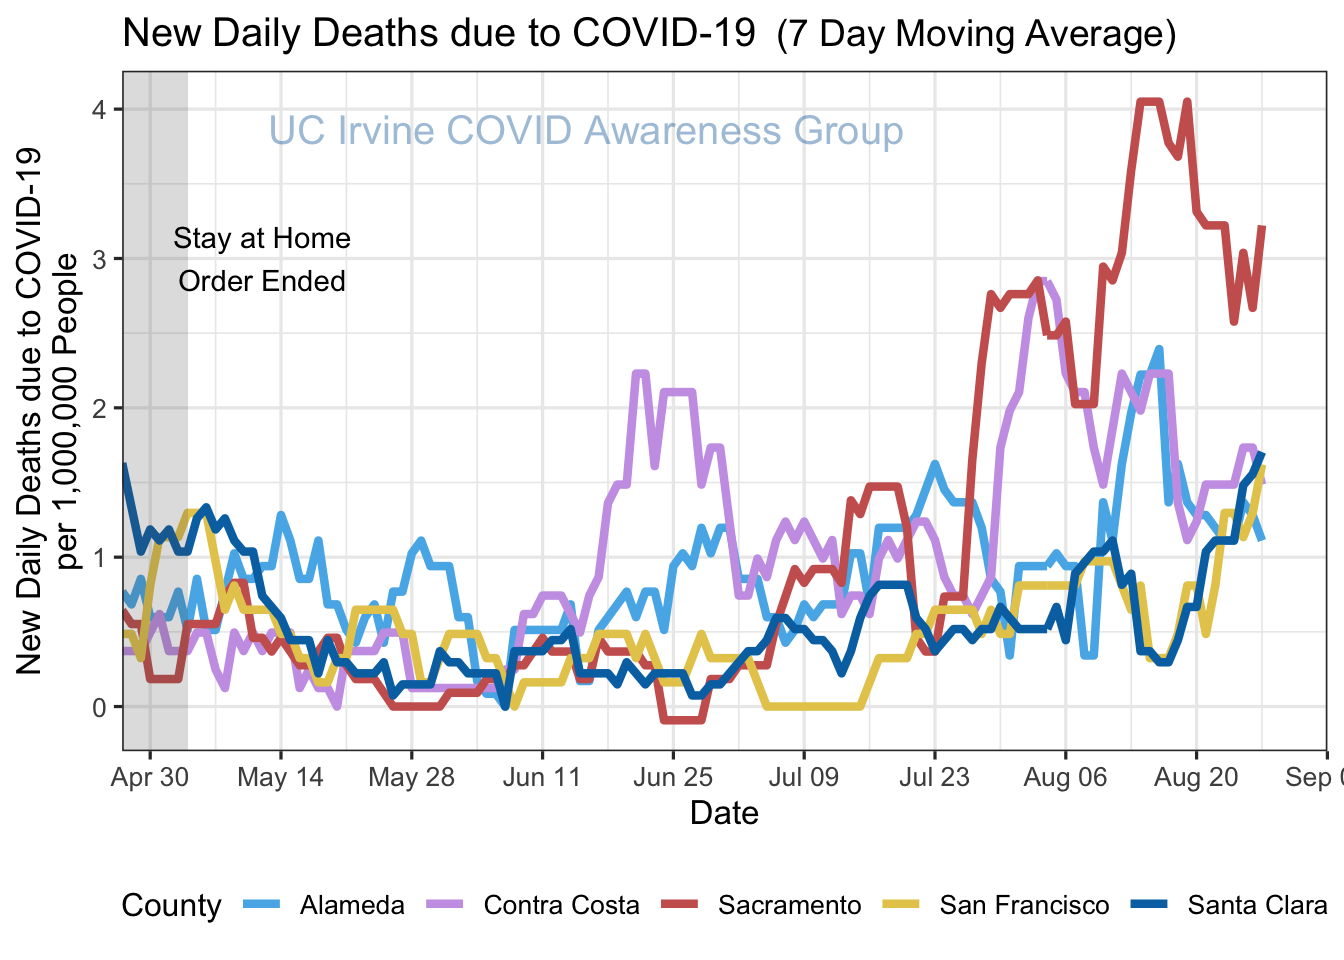 New Daily Deaths due to COVID-19  (7 Day Moving Average)
UC Irvine COVID Awareness Group
Stay at Home
Order Ended
New Daily Deaths due to COVID-19
per 1,000,000 People
4
3
2
1
0
Apr 30 May 14 May 28 Jun 11 Jun 25 Jul 09 Jul 23 Aug 06 Aug 20 Sep
Date
County Alameda Contra Costa Sacramento San Francisco Santa Clara